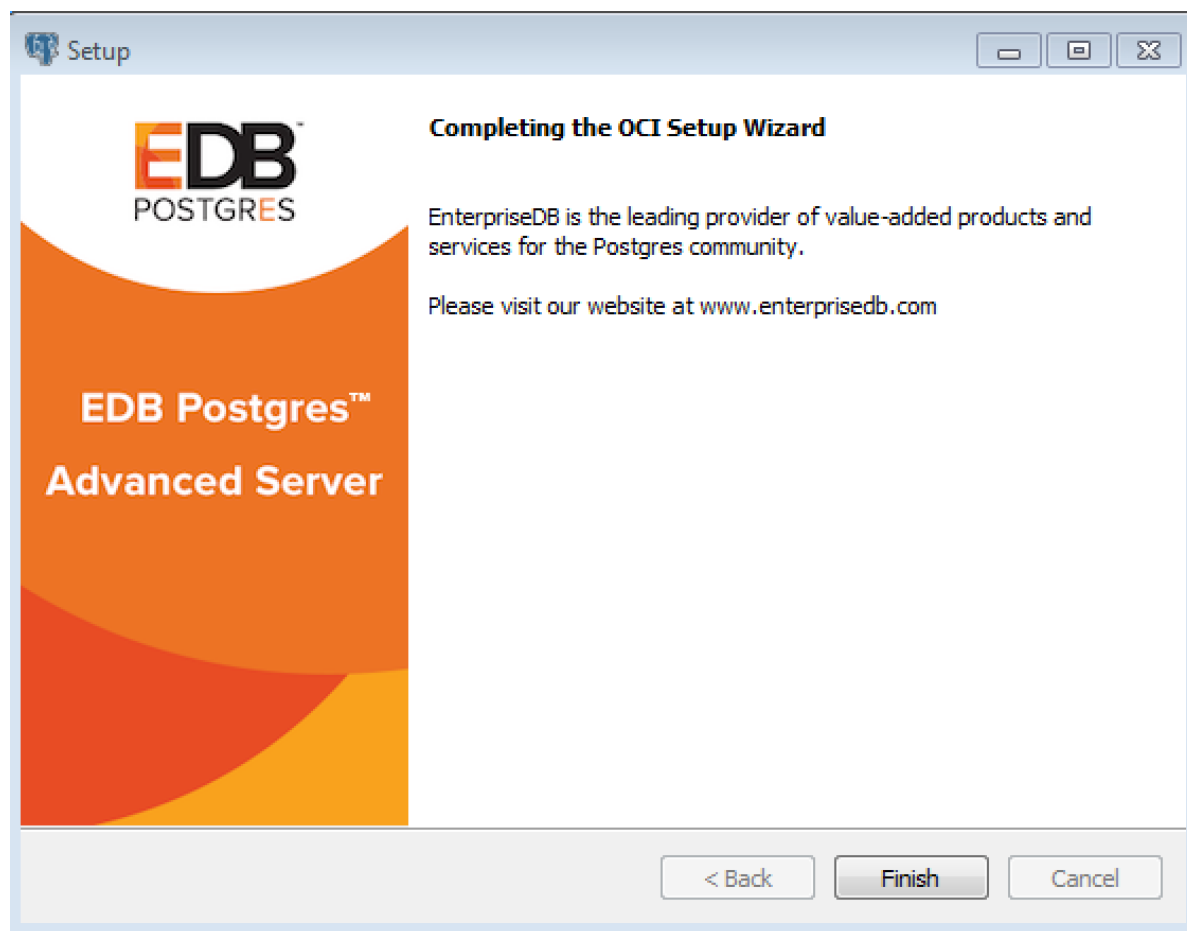 Setup
EDB™
POSTGRES
EDB Postgres™
Advanced Server
Completing the OCI Setup Wizard
EnterpriseDB is the leading provider of value-added products and
services for the Postgres community.
Please visit our website at www.enterprisedb.com
< Back
Finish
Cancel